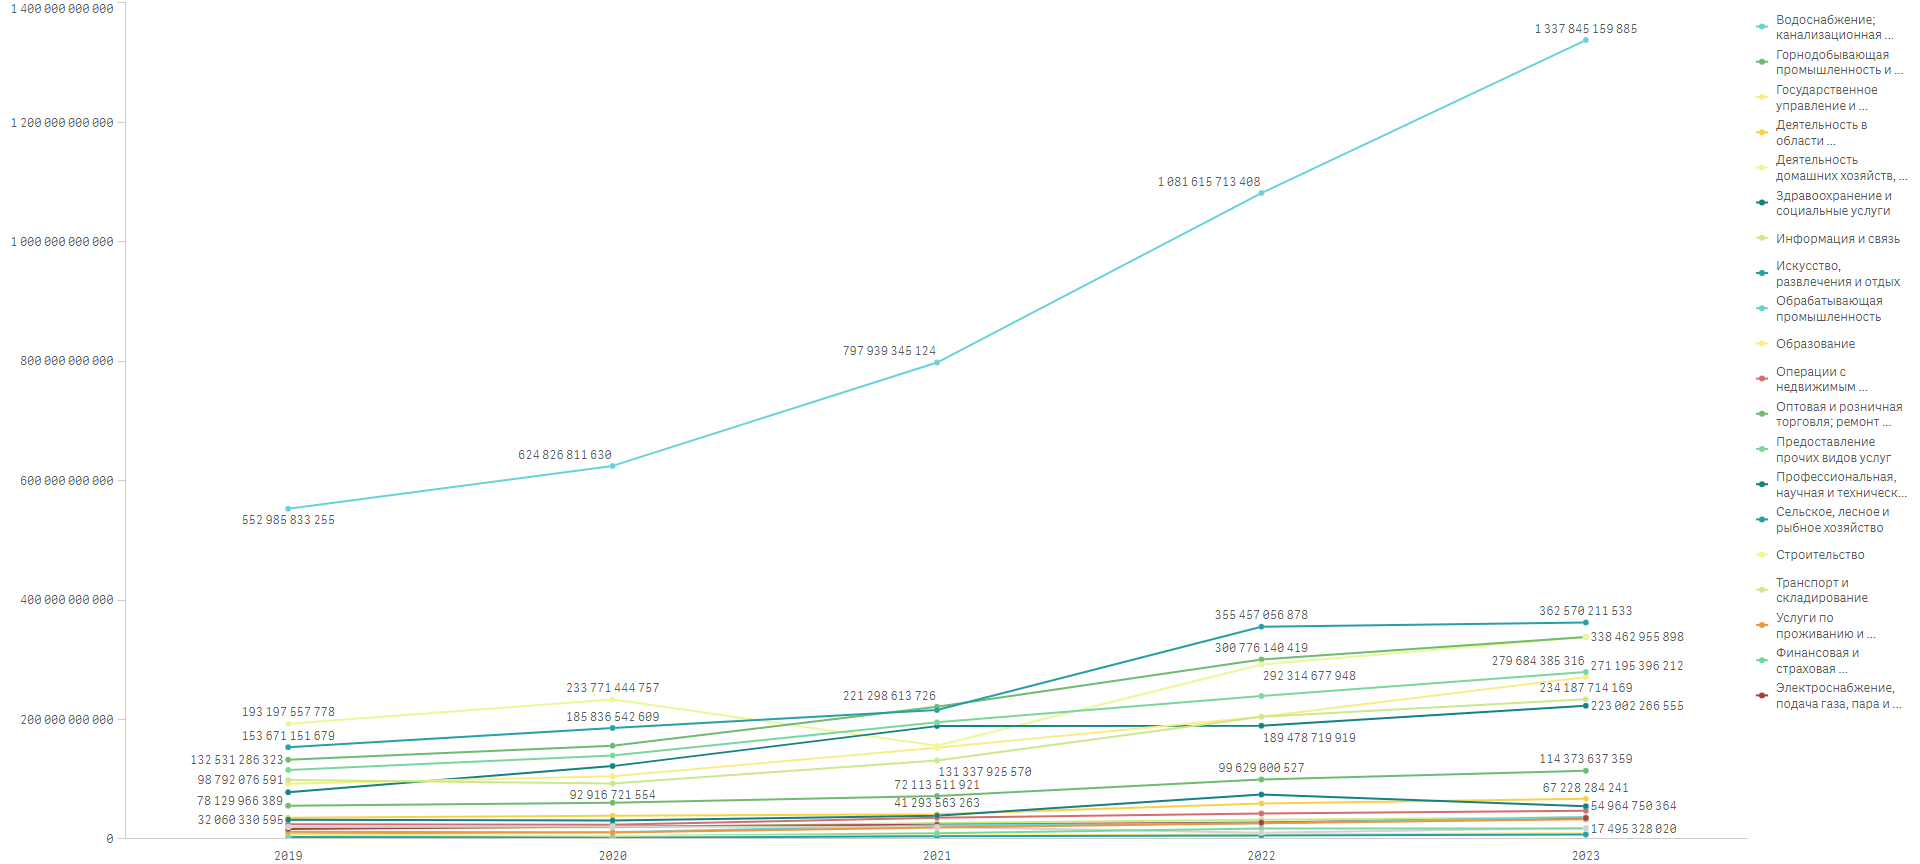 1 400 000 000 000
1 200 000 000 000
1 000 000 000 000
800 000 000 000
600 000 000 000
400 000 000 000
200 000 000 000
0
552 985 833 255
624 826 811 630
797 939 345 124
1 081 615 713 408
1 337 845 159 885
193 197 557 778
153 671 151 679
132 531 286 323
98 792 076 591
78 129 966 389
32 060 330 595
233 771 444 757
185 836 542 609
92 916 721 554
221 298 613 726
131 337 925 570
72 113 511 921
41 293 563 263
355 457 056 878
300 776 140 419
292 314 677 948
189 478 719 919
99 629 000 527
362 570 211 533
338 462 955 898
279 684 385 316
271 195 396 212
234 187 714 169
223 002 266 555
114 373 637 359
67 228 284 241
54 964 750 364
17 495 328 020
2019
2020
2021
2022
2023
Водоснабжение;
канализационная ...
Горнодобывающая
промышленность и ...
Государственное
управление и ...
Деятельность в
области ...
Деятельность
домашних хозяйств, ...
Здравоохранение и
социальные услуги
Информация и связь
Искусство,
развлечения и отдых
Обрабатывающая
промышленность
Образование
Операции с
недвижимым ...
Оптовая и розничная
торговля; ремонт ...
Предоставление
прочих видов услуг
Профессиональная,
научная и техническ...
Сельское, лесное и
рыбное хозяйство
Строительство
Транспорт и
складирование
Услуги по
проживанию и ...
Финансовая и
страховая ...
Электроснабжение,
подача газа, пара и ...